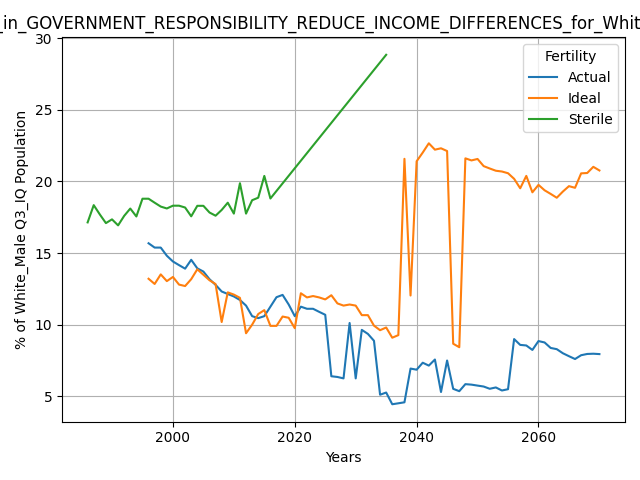 _in_GOVERNMENT_RESPONSIBILITY_REDUCE_INCOME_DIFFERENCES_for_Whit
30
25
20
15
10
5
% of White_Male Q3_IQ Population
Fertility
Actual
Ideal
Sterile
2000 2020 2040 2060
Years